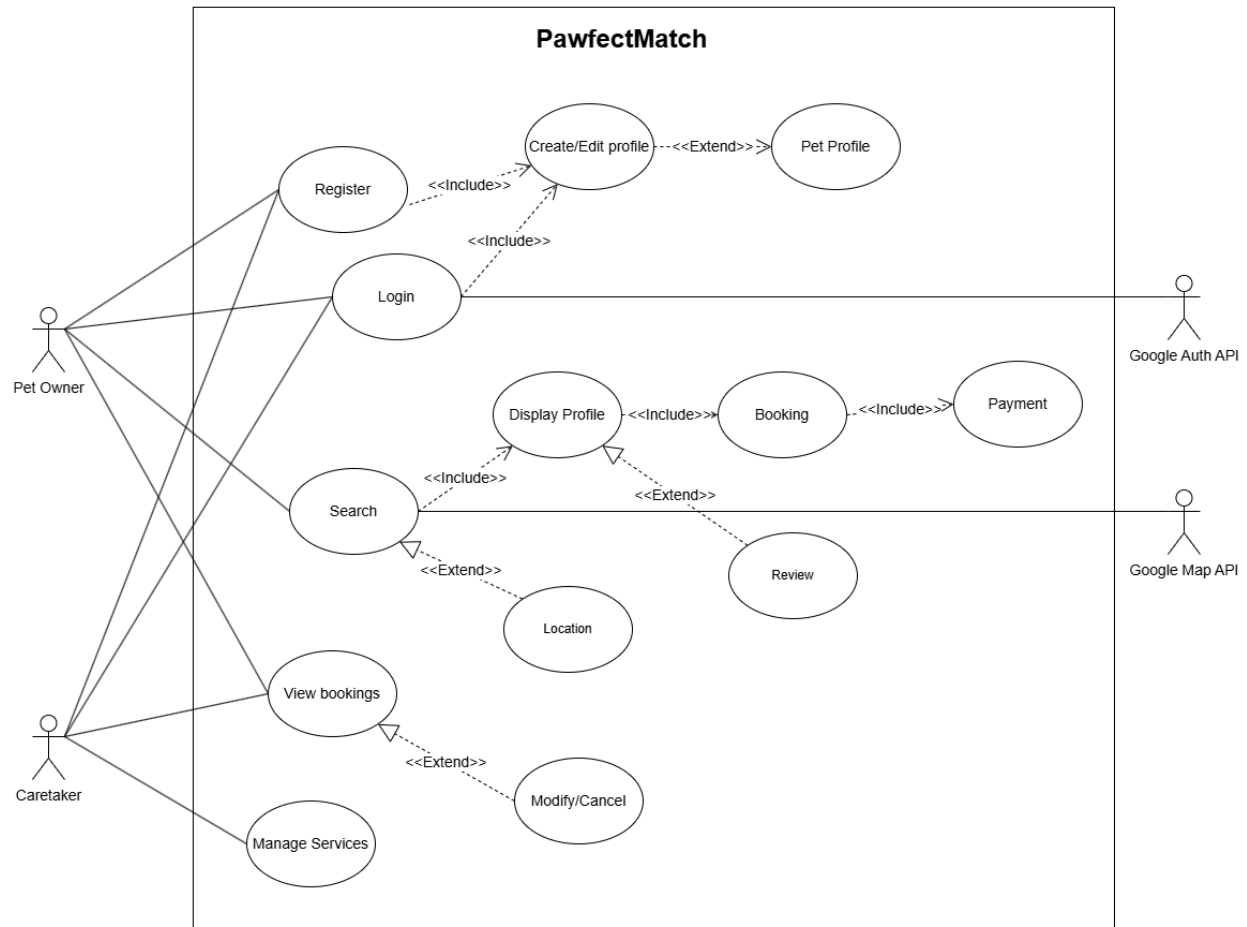 PawfectMatch
Create/Edit profile
<<Extend>>
Pet Profile
Register
<<Include>>
<<Include>>
Login
Google Auth API
Pet Owner
Display Profile
<<Include>>
Booking
<<Include>>
Payment
<<Include>>
<<Extend>>
Search
Google Map API
<<Extend>>
Review
Location
View bookings
<<Extend>>
Caretaker
Modify/Cancel
Manage Services